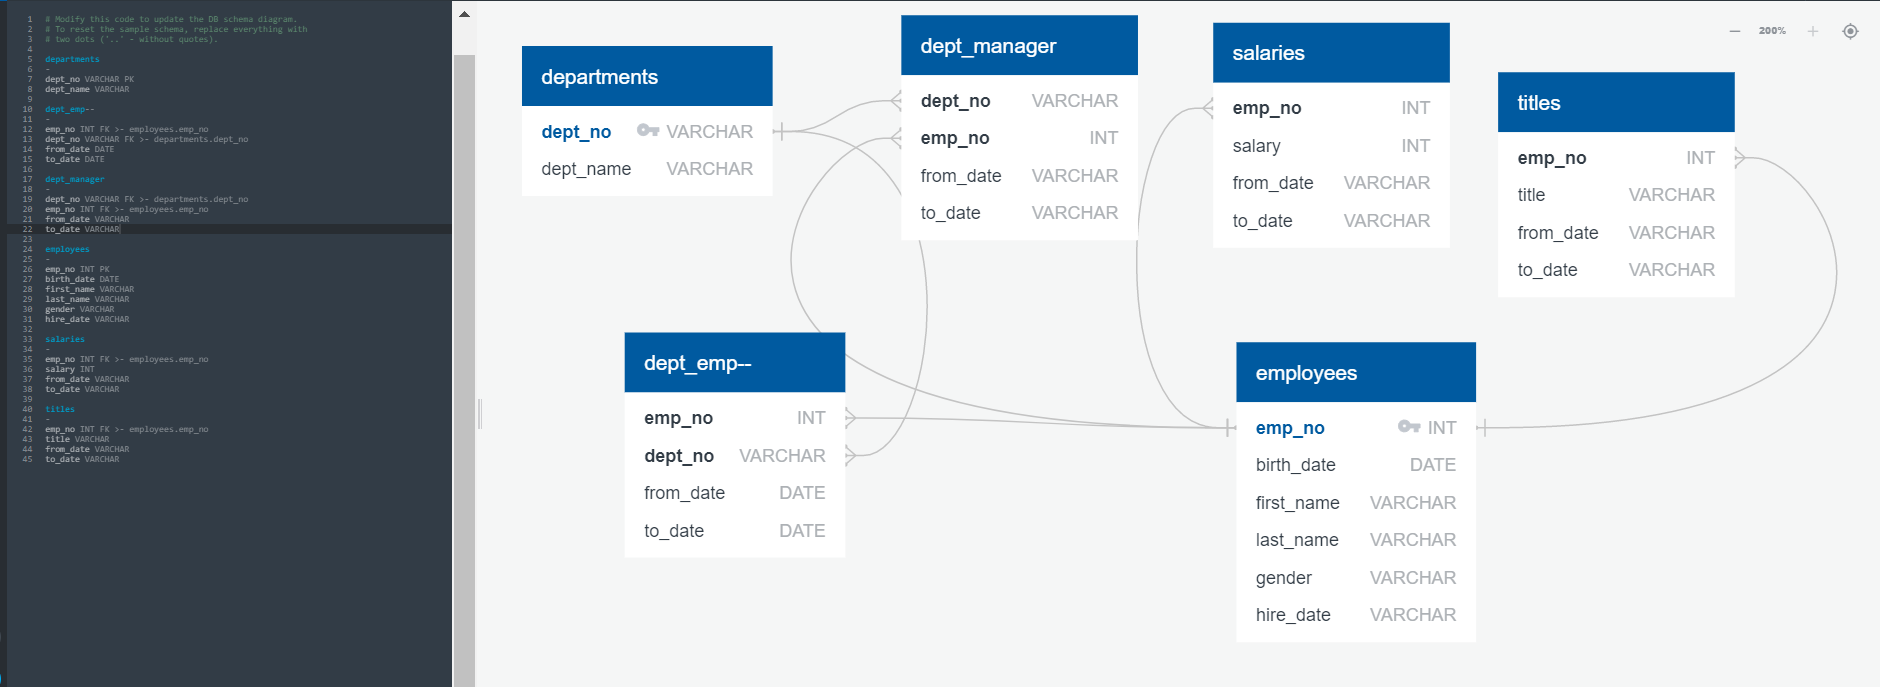 1 # Modify this code to update the DB schema diagram.
2 # To reset the sample schema, replace everything with
3 # two dots ('..' - without quotes).
4
5 departments
6 -
7 dept_no VARCHAR PK
8 dept_name VARCHAR
9
10 dept_emp--
11 -
12 emp_no INT FK >- employees.emp_no
13 dept_no VARCHAR FK >- departments.dept_no
14 from_date DATE
15 to_date DATE
16
17 dept_manager
18 -
19 dept_no VARCHAR FK >- departments.dept_no
20 emp_no INT FK >- employees.emp_no
21 from_date VARCHAR
22 to_date VARCHAR
23
24 employees
25 -
26 emp_no INT PK
27 birth_date DATE
28 first_name VARCHAR
29 last_name VARCHAR
30 gender VARCHAR
31 hire_date VARCHAR
32
33 salaries
34 -
35 emp_no INT FK >- employees.emp_no
36 salary INT
37 from_date VARCHAR
38 to_date VARCHAR
39
40 titles
41 -
42 emp_no INT FK >- employees.emp_no
43 title VARCHAR
44 from_date VARCHAR
45 to_date VARCHAR
departments
dept_no VARCHAR
dept_name VARCHAR
dept_manager
dept_no VARCHAR
emp_no INT
from_date VARCHAR
to_date VARCHAR
salaries
emp_no INT
salary INT
from_date VARCHAR
to_date VARCHAR
200%
titles
emp_no INT
title VARCHAR
from_date VARCHAR
to_date VARCHAR
dept_emp--
emp_no INT
dept_no VARCHAR
from_date DATE
to_date DATE
employees
emp_no INT
birth_date DATE
first_name VARCHAR
last_name VARCHAR
gender VARCHAR
hire_date VARCHAR